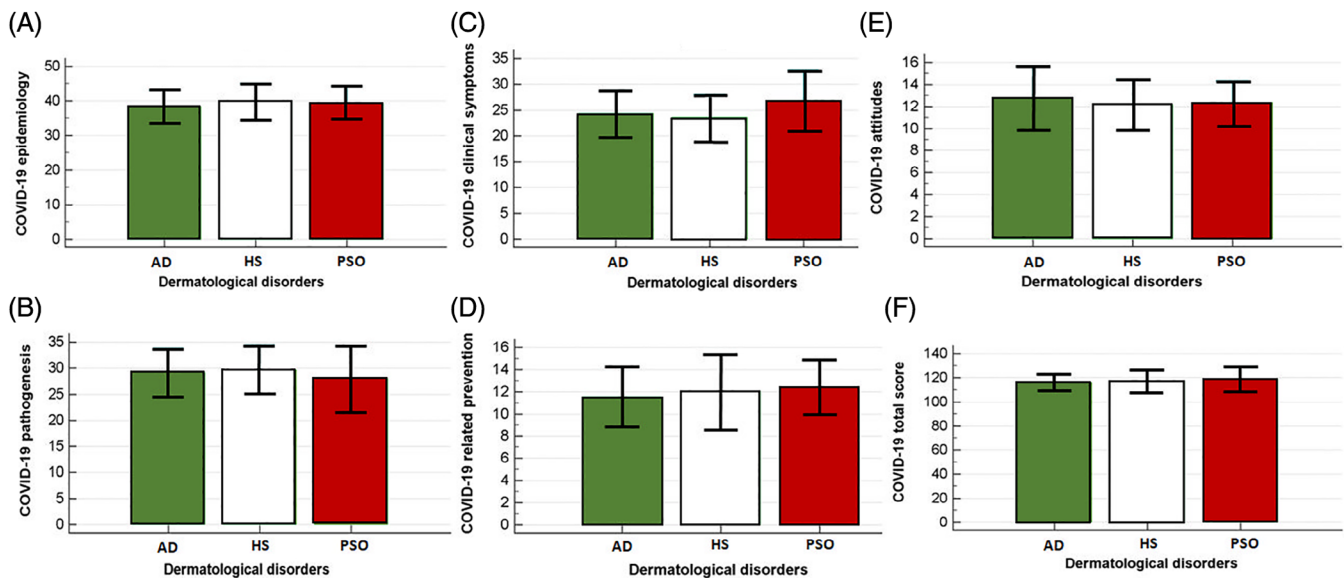 (A)
COVID-19 epidemiology
50
40
30
20
10
0
AD HS PSO
Dermatological disorders
(B)
COVID-19 pathogenesis
35
30
25
20
15
10
5
0
AD HS PSO
Dermatological disorders
(C)
COVID-19 clinical symptoms
35
30
25
20
15
10
5
0
AD HS PSO
Dermatological disorders
(D)
COVID-19 related prevention
16
14
12
10
8
6
4
2
0
AD HS PSO
Dermatological disorders
(E)
COVID-19 attitudes
16
14
12
10
8
6
4
2
0
AD HS PSO
Dermatological disorders
(F)
COVID-19 total score
140
120
100
80
60
40
20
0
AD HS PSO
Dermatological disorders